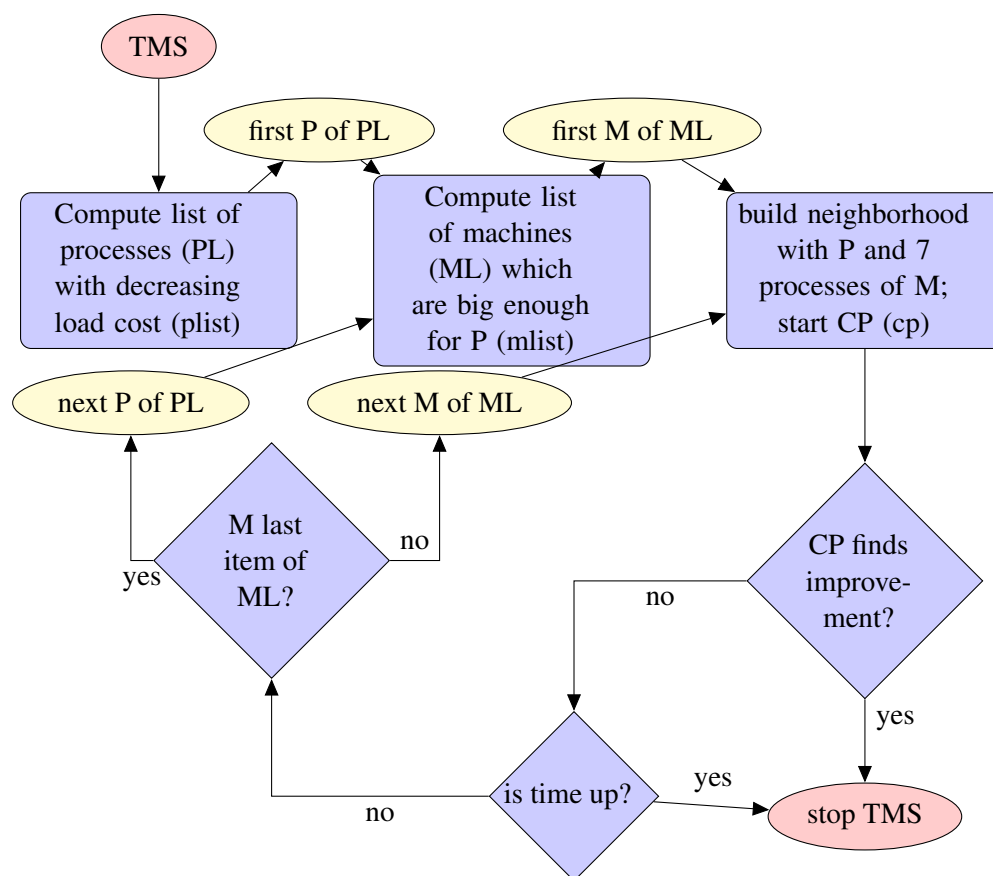 TMS
first P of PL
first M of ML
Compute list of
processes (PL)
with decreasing
load cost (plist)
Compute list
of machines
(ML) which
are big enough
for P (mlist)
build neighborhood
with P and 7
processes of M;
start CP (cp)
next P of PL
next M of ML
M last
item of
ML?
yes
no
CP finds
improve-
ment?
no
yes
is time up?
no
yes
stop TMS